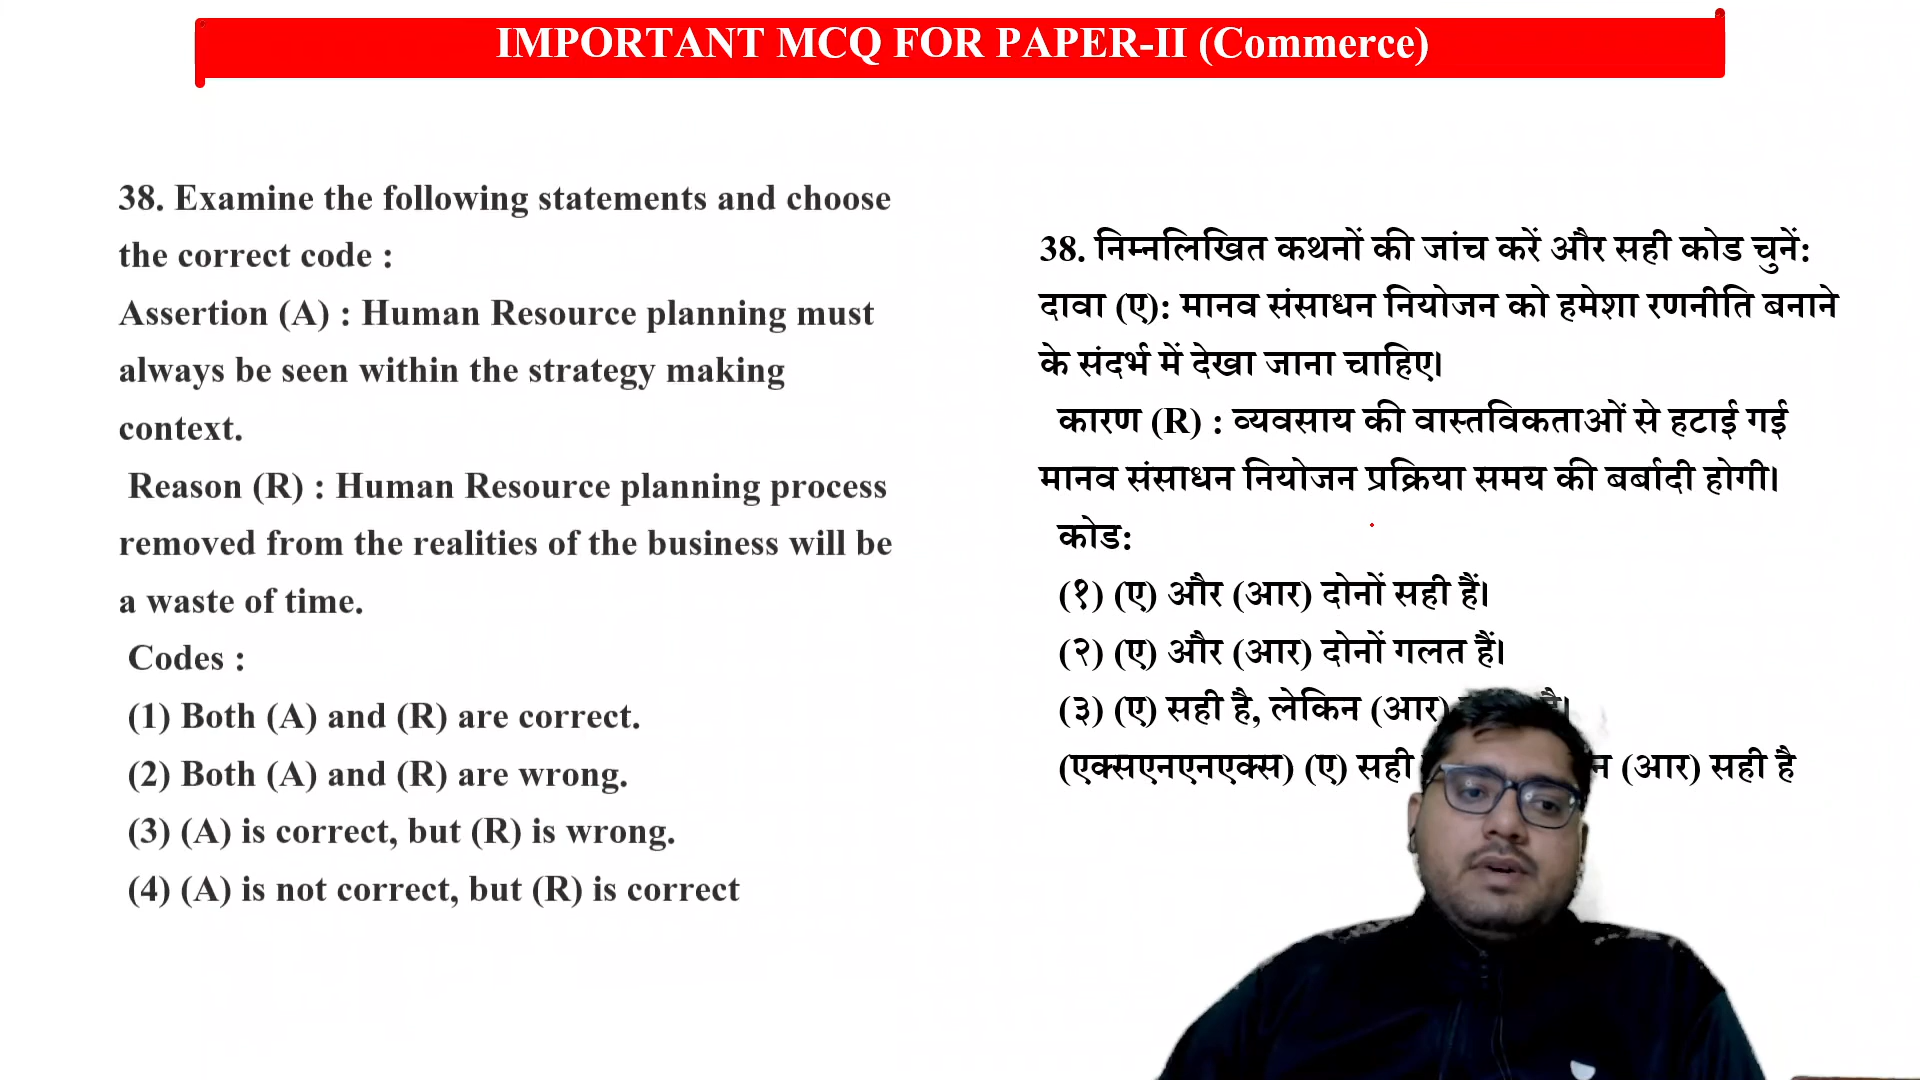 IMPORTANT MCQ FOR PAPER-II (Commerce)
38. Examine the following statements and choose
the correct code :
Assertion (A) : Human Resource planning must
always be seen within the strategy making
context.
Reason (R) : Human Resource planning process
removed from the realities of the business will be
a waste of time.
Codes :
(1) Both (A) and (R) are correct.
(2) Both (A) and (R) are wrong.
(3) (A) is correct, but (R) is wrong.
(4) (A) is not correct, but (R) is correct
38. निम्नलिखित कथनों की जांच करें और सही कोड चुनें:
दावा (ए): मानव संसाधन नियोजन को हमेशा रणनीति बनाने
के संदर्भ में देखा जाना चाहिए।
कारण (R) : व्यवसाय की वास्तविकताओं से हटाई गई
मानव संसाधन नियोजन प्रक्रिया समय की बर्बादी होगी।
कोड:
(१) (ए) और (आर) दोनों सही हैं।
(२) (ए) और (आर) दोनों गलत हैं।
(३) (ए) सही है, लेकिन (आर) है।
(एक्सएनएनएक्स) (ए) सही (आर) सही है